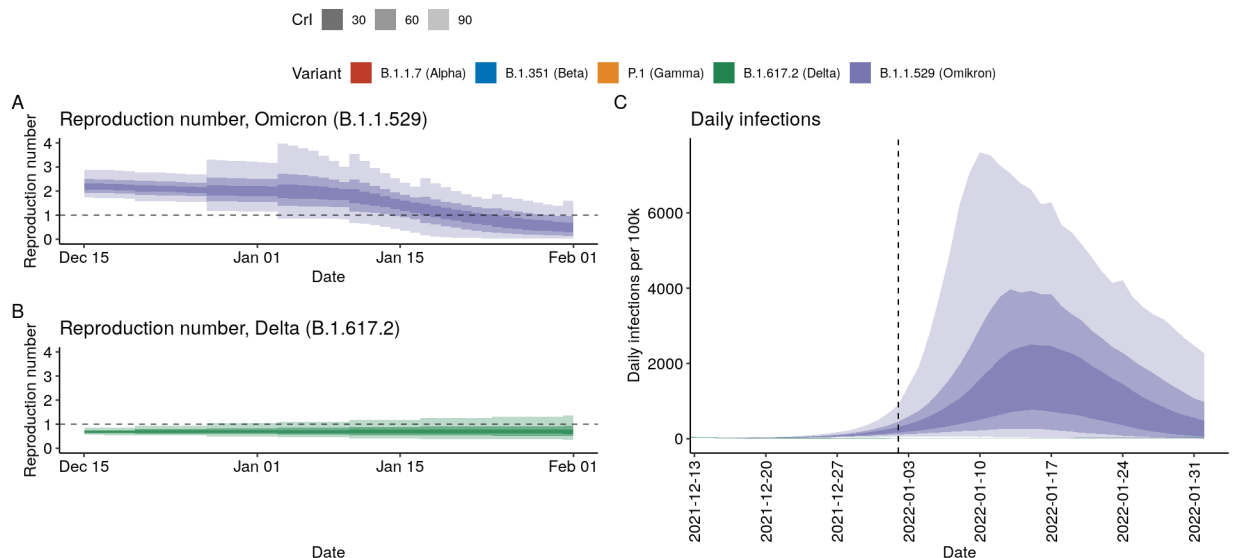 CrI 30 60 90
Variant B.1.1.7 (Alpha) B.1.351 (Beta) P.1 (Gamma) B.1.617.2 (Delta) B.1.1.529 (Omikron)
A
Reproduction number, Omicron (B.1.1.529)
Reproduction number
4
3
2
1
0
Dec 15 Jan 01 Jan 15 Feb 01
Date
B
Reproduction number, Delta (B.1.617.2)
Reproduction number
4
3
2
1
0
Dec 15 Jan 01 Jan 15 Feb 01
Date
C
Daily infections
Daily infections per 100k
6000
4000
2000
0
2021-12-13
2021-12-20
2021-12-27
2022-01-03
2022-01-10
2022-01-17
2022-01-24
2022-01-31
Date